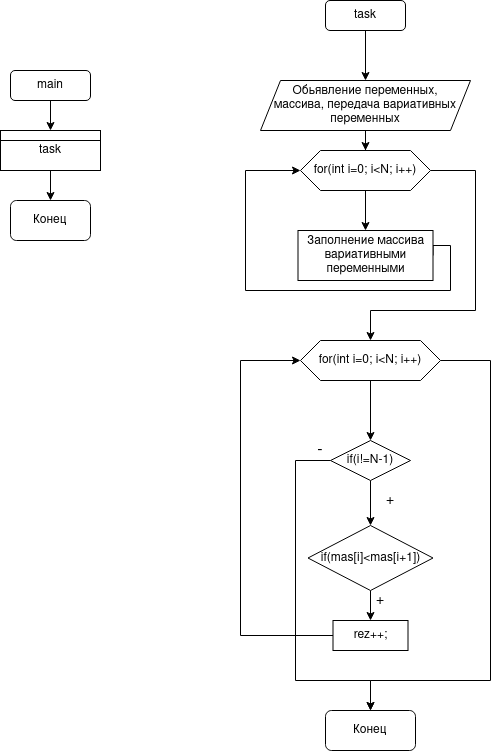 main
task
Конец
task
Обьявление переменных,
массива, передача вариативных
переменных
for(int i=0; i<N; i++)
Заполнение массива
вариативными
переменными
for(int i=0; i<N; i++)
-
if(i!=N-1)
+
if(mas[i]<mas[i+1])
+
rez++;
Конец